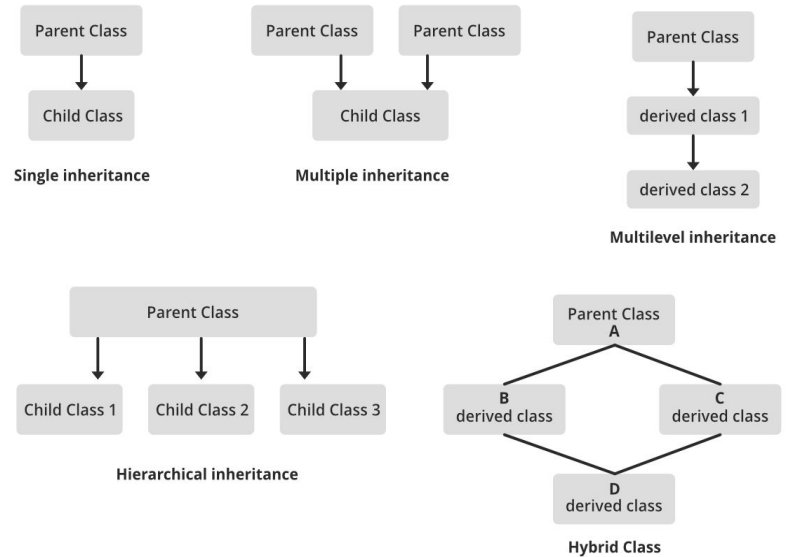 Parent Class
Child Class
Single inheritance
Parent Class
Parent Class
Child Class
Multiple inheritance
Parent Class
derived class 1
derived class 2
Multilevel inheritance
Parent Class
Child Class 1
Child Class 2
Child Class 3
Hierarchical inheritance
Parent Class
A
B
derived class
C
derived class
D
derived class
Hybrid Class